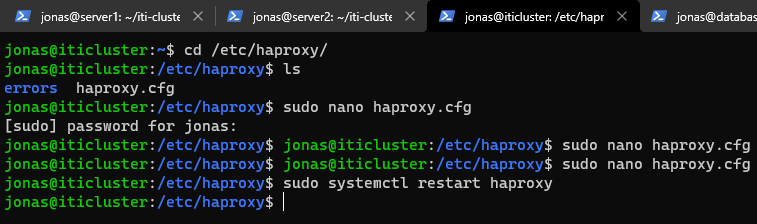 jonas@server1: ~/iti-cluste
jonas@server2: ~/iti-cluste
jonas@iticluster: /etc/hapr
jonas@databas
jonas@iticluster:~$ cd /etc/haproxy/
jonas@iticluster:/etc/haproxy$ ls
errors  haproxy.cfg
jonas@iticluster:/etc/haproxy$ sudo nano haproxy.cfg
[sudo] password for jonas:
jonas@iticluster:/etc/haproxy$ jonas@iticluster:/etc/haproxy$ sudo nano haproxy.cfg
jonas@iticluster:/etc/haproxy$ jonas@iticluster:/etc/haproxy$ sudo nano haproxy.cfg
jonas@iticluster:/etc/haproxy$ sudo systemctl restart haproxy
jonas@iticluster:/etc/haproxy$